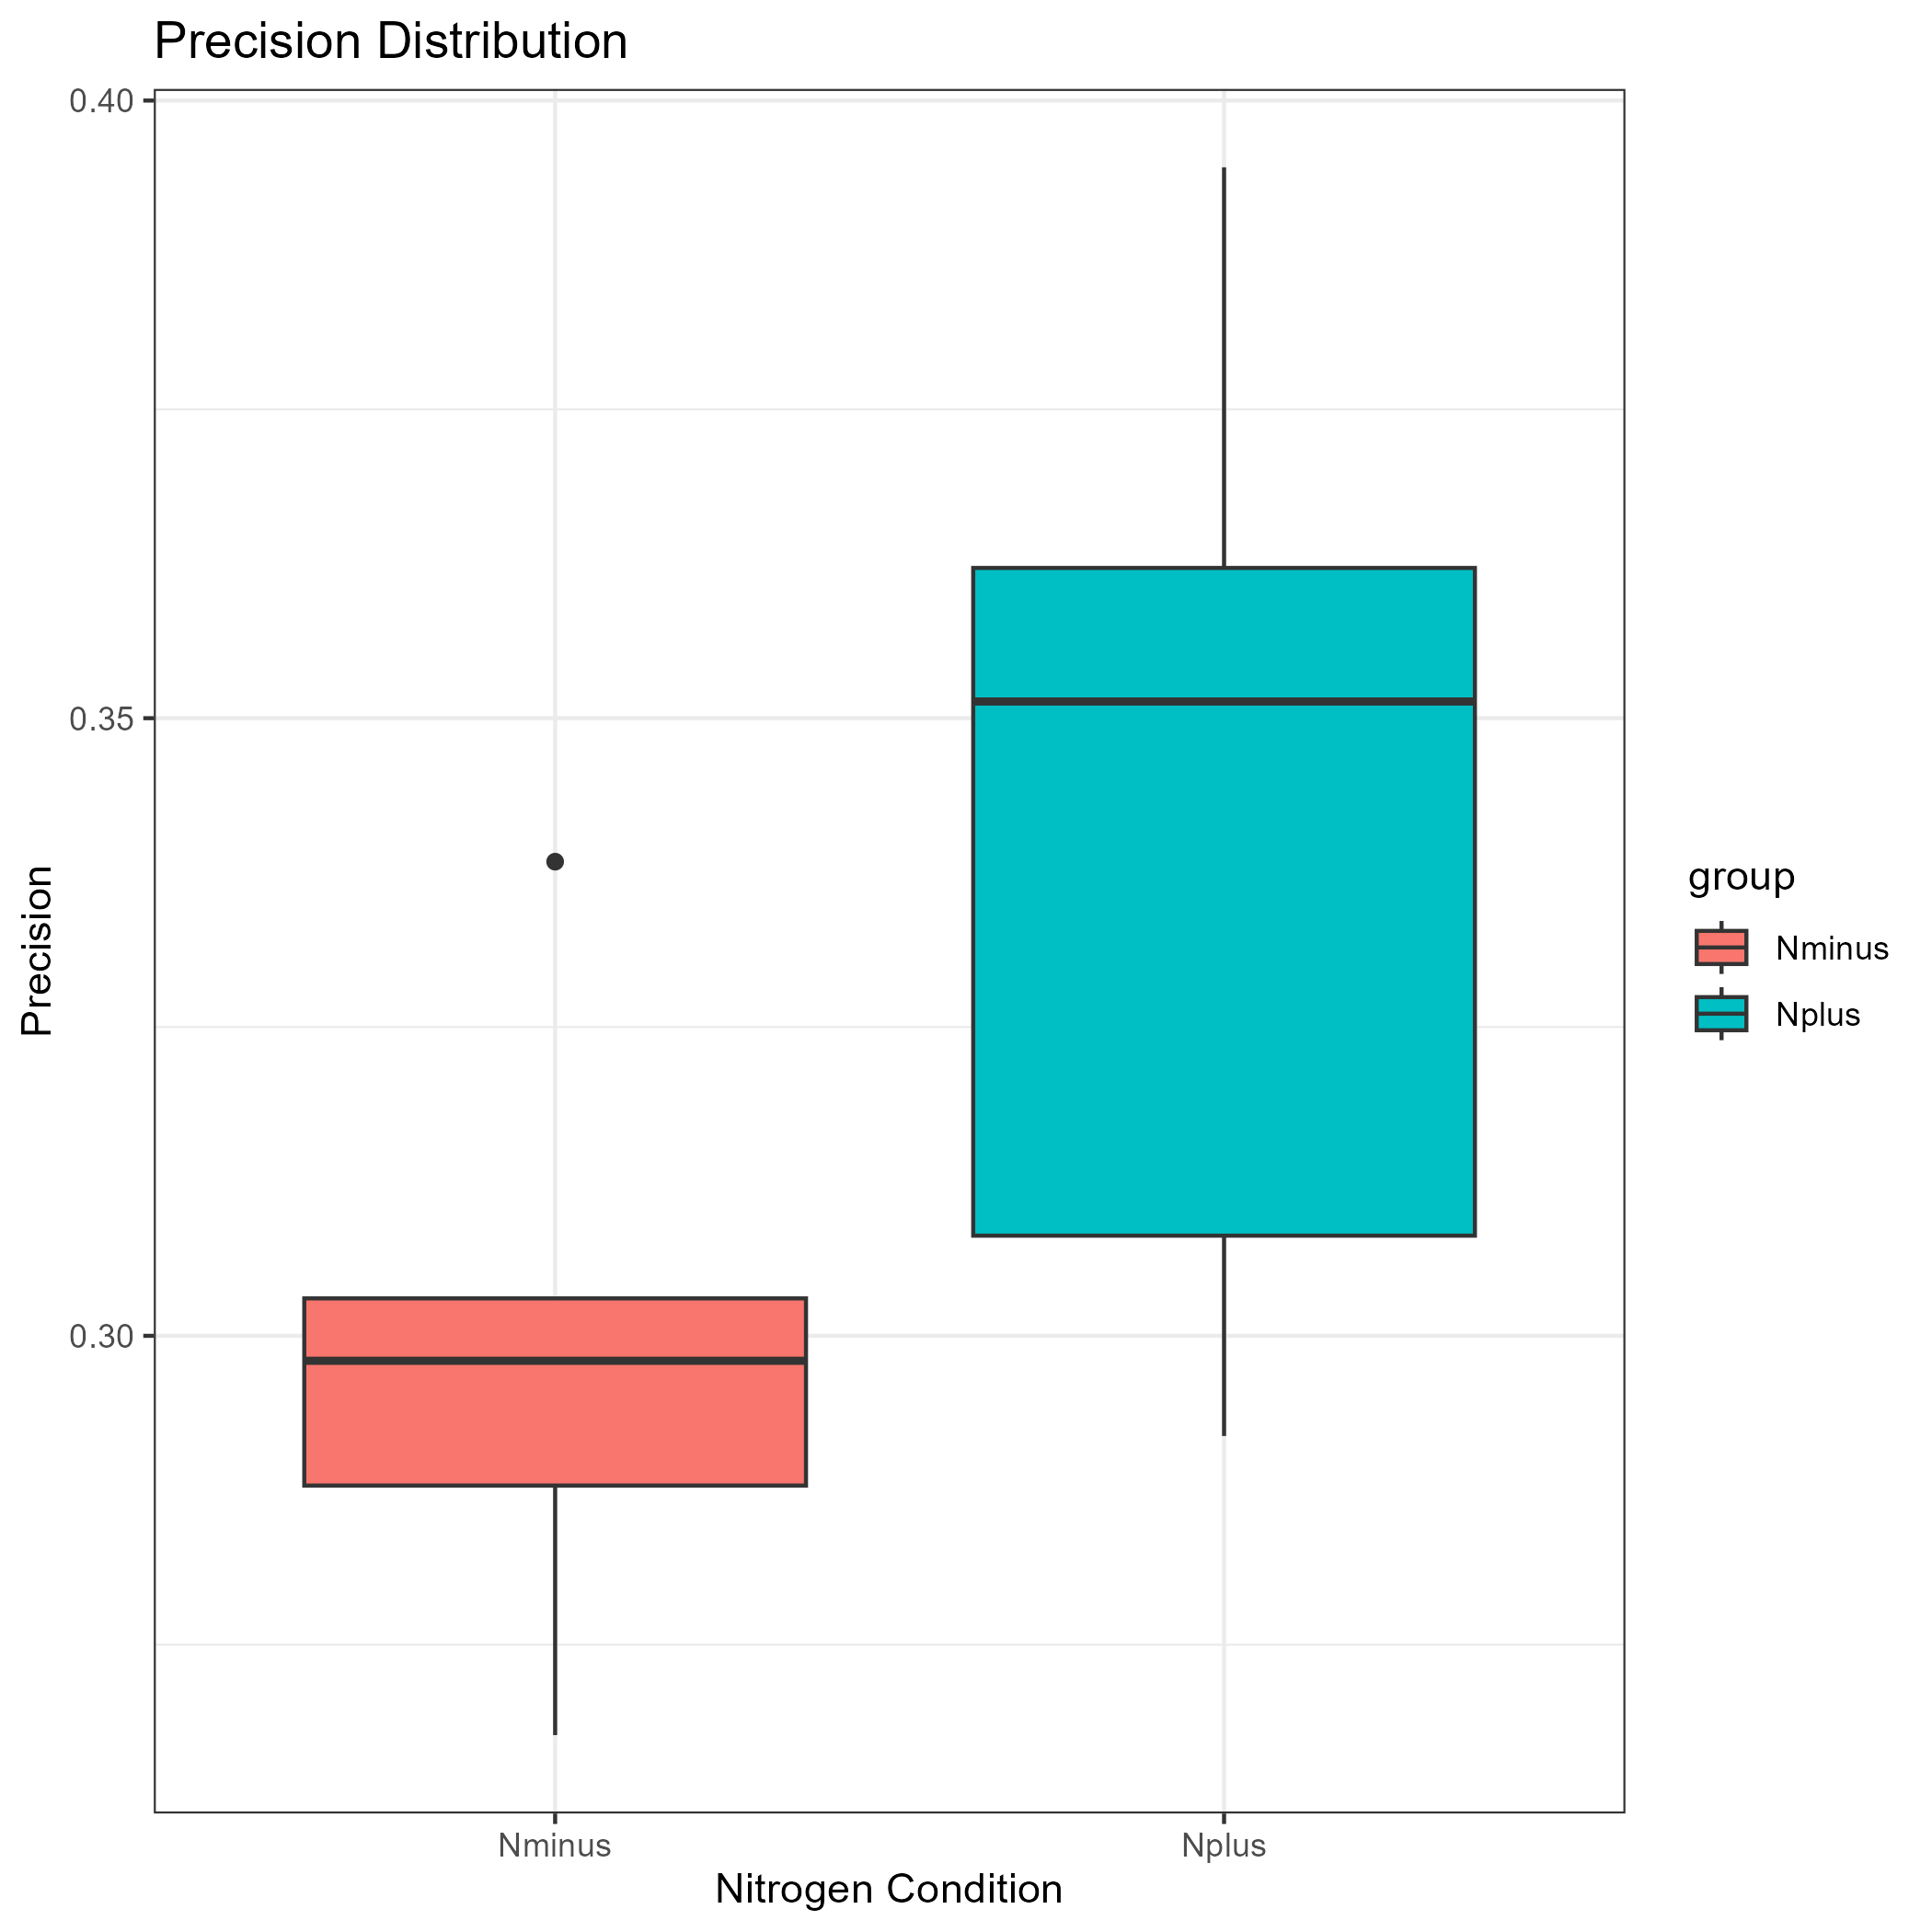 Precision Distribution
0.40
0.35
0.30
Precision
Nminus
Nplus
Nitrogen Condition
group
Nminus
Nplus